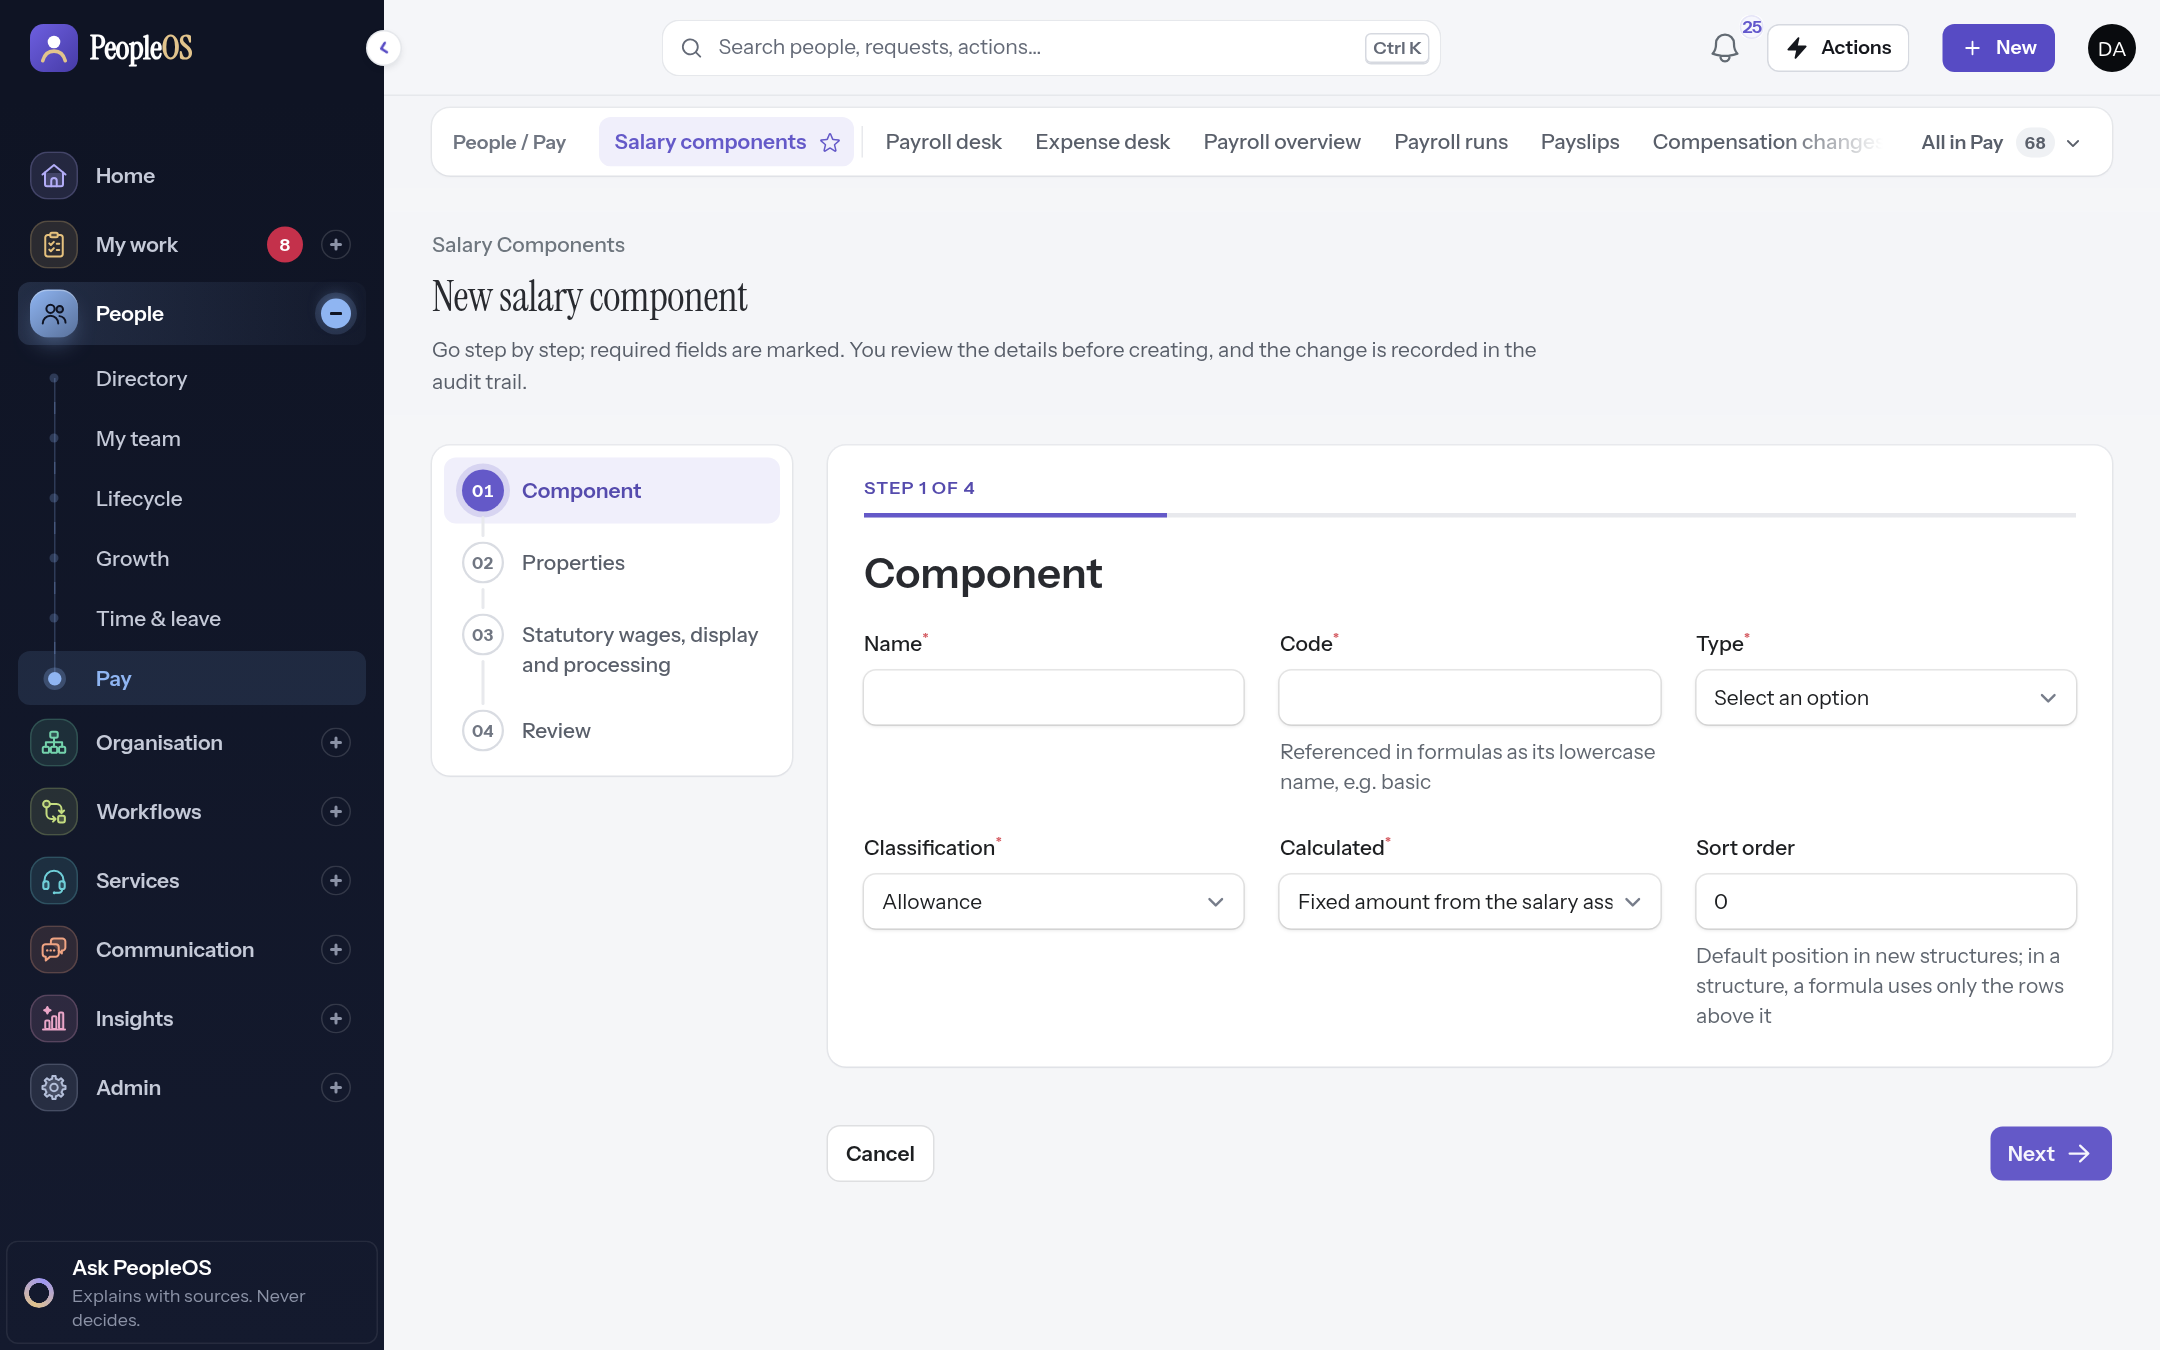 PeopleOS
Search people, requests, actions...
Ctrl K
25
Actions
New
DA
Home
My work
8
People
Directory
My team
Lifecycle
Growth
Time & leave
Pay
Organisation
Workflows
Services
Communication
Insights
Admin
Ask PeopleOS
Explains with sources. Never
decides.
People / Pay
Salary components
Payroll desk
Expense desk
Payroll overview
Payroll runs
Payslips
Compensation changes
All in Pay
68
Salary Components
New salary component
Go step by step; required fields are marked. You review the details before creating, and the change is recorded in the
audit trail.
01
Component
02
Properties
03
Statutory wages, display
and processing
04
Review
STEP 1 OF 4
Component
Name*
Code*
Type*
Select an option
Referenced in formulas as its lowercase
name, e.g. basic
Classification*
Calculated*
Sort order
Allowance
Fixed amount from the salary ass
0
Default position in new structures; in a
structure, a formula uses only the rows
above it
Cancel
Next